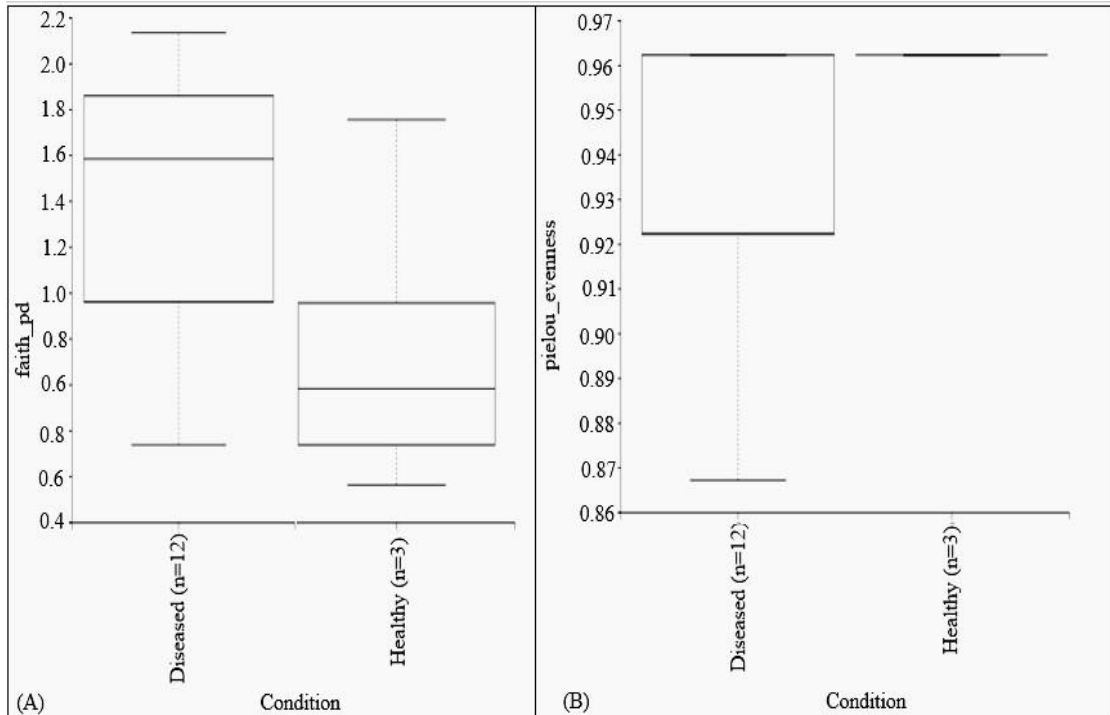 2.2
2.0
1.8
1.6
1.4
1.2
1.0
0.8
0.6
0.8
0.6
0.4
faith_pd
Diseased (n=12)
Healthy (n=3)
Condition
(A)
0.97
0.96
0.95
0.94
0.93
0.92
0.91
0.90
0.89
0.88
0.87
0.86
pielou_evenness
Diseased (n=12)
Healthy (n=3)
Condition
(B)